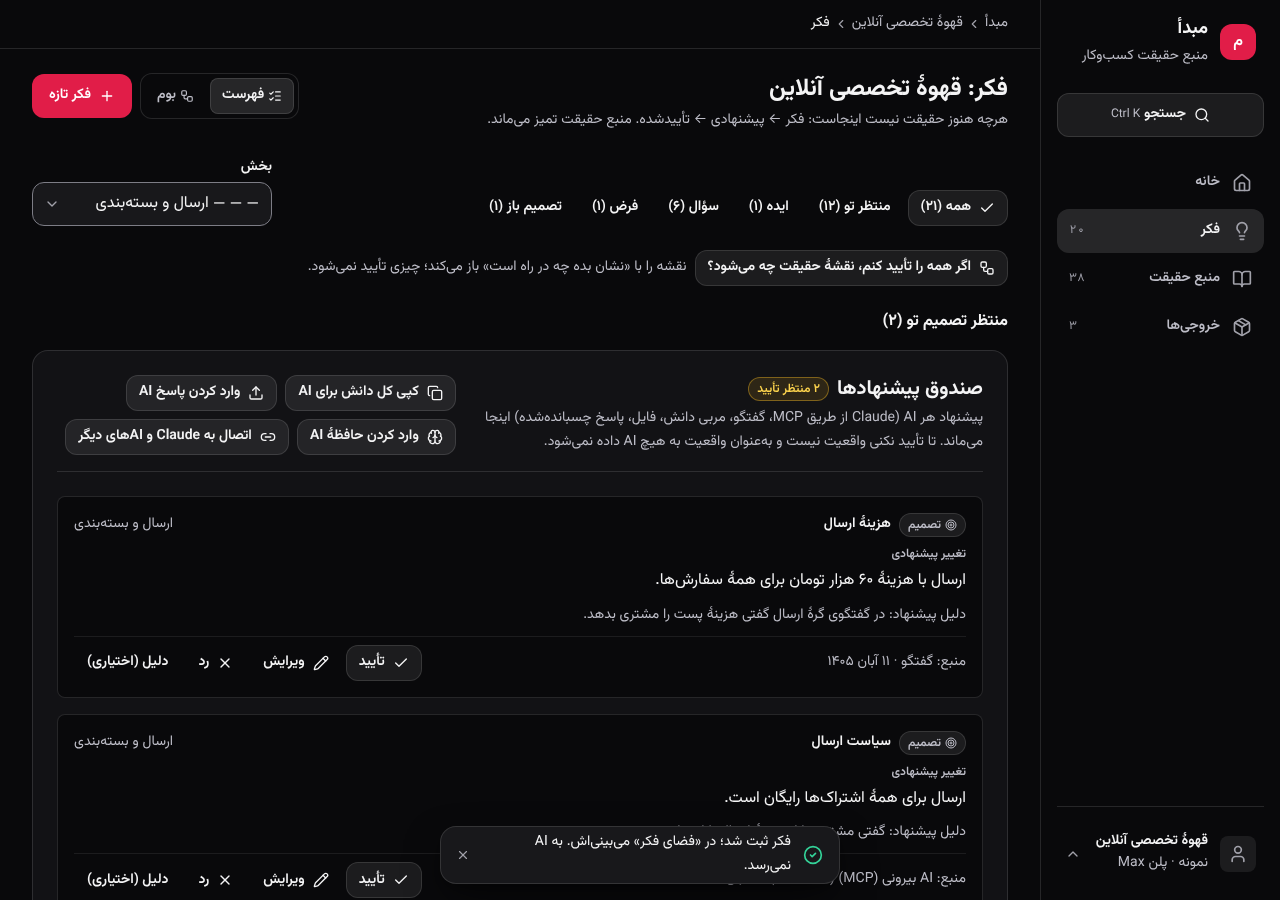 م
مبدأ
منبع حقیقت کسب‌وکار
جستجو Ctrl K
خانه
فکر ۲۰
منبع حقیقت ۳۸
خروجی‌ها ۳
قهوهٔ تخصصی آنلاین
نمونه · پلن Max
مبدأ › قهوهٔ تخصصی آنلاین › فکر
فکر: قهوهٔ تخصصی آنلاین
هرچه هنوز حقیقت نیست اینجاست: فکر ← پیشنهادی ← تأییدشده. منبع حقیقت تمیز می‌ماند.
فهرست
بوم
فکر تازه
بخش
— — — ارسال و بسته‌بندی
همه (۲۱)
منتظر تو (۱۲)
ایده (۱)
سؤال (۶)
فرض (۱)
تصمیم باز (۱)
اگر همه را تأیید کنم، نقشهٔ حقیقت چه می‌شود؟
نقشه را با «نشان بده چه در راه است» باز می‌کند؛ چیزی تأیید نمی‌شود.
منتظر تصمیم تو (۲)
صندوق پیشنهادها
۲ منتظر تأیید
پیشنهاد هر AI (Claude از طریق MCP، گفتگو، مربی دانش، فایل، پاسخ چسبانده‌شده) اینجا
می‌ماند. تا تأیید نکنی واقعیت نیست و به‌عنوان واقعیت به هیچ AI داده نمی‌شود.
کپی کل دانش برای AI
وارد کردن پاسخ AI
وارد کردن حافظهٔ AI
اتصال به Claude و AIهای دیگر
تصمیم
هزینهٔ ارسال
ارسال و بسته‌بندی
تغییر پیشنهادی
ارسال با هزینهٔ ۶۰ هزار تومان برای همهٔ سفارش‌ها.
دلیل پیشنهاد: در گفتگوی گرهٔ ارسال گفتی هزینهٔ پست را مشتری بدهد.
منبع: گفتگو · ۱۱ آبان ۱۴۰۵
تأیید
ویرایش
رد
دلیل (اختیاری)
تصمیم
سیاست ارسال
ارسال و بسته‌بندی
تغییر پیشنهادی
ارسال برای همهٔ اشتراک‌ها رایگان است.
دلیل پیشنهاد: گفتی
منبع: AI بیرونی (MCP)
تأیید
ویرایش
رد
دلیل (اختیاری)
فکر ثبت شد؛ در «فضای فکر» می‌بینی‌اش. به AI
نمی‌رسد.